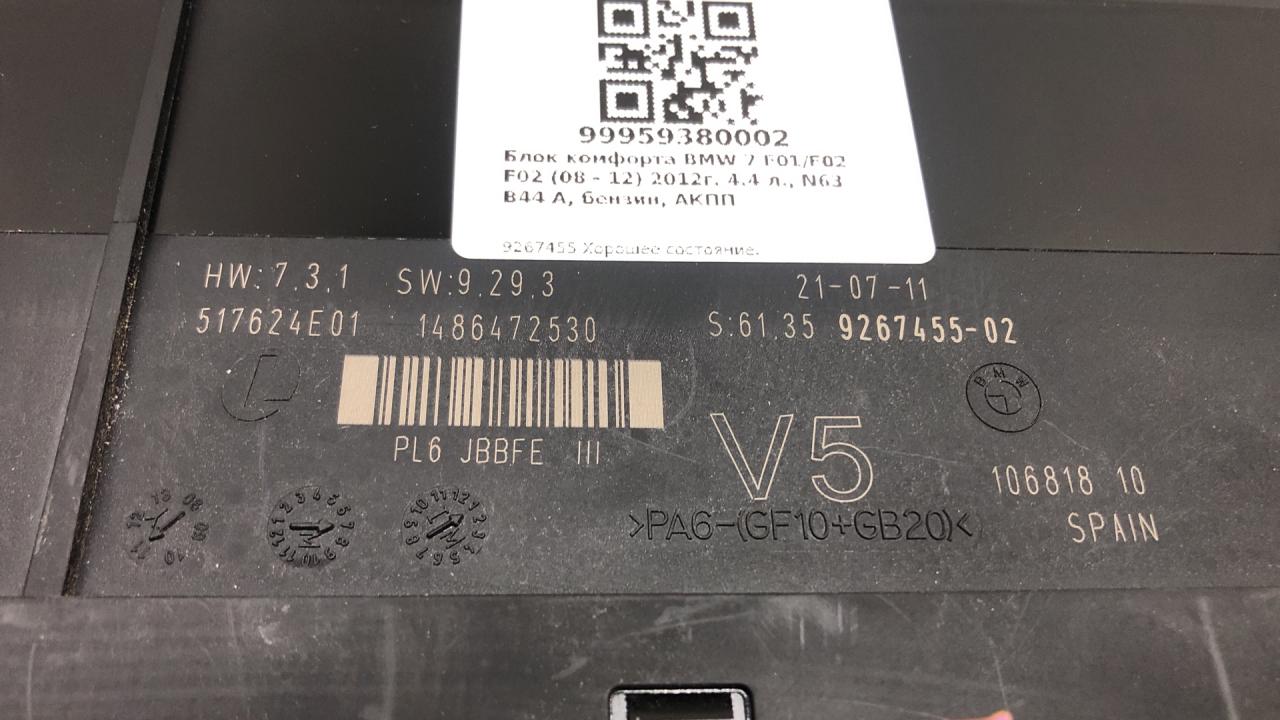 99959380002
Блок комфорта BMW 7 F01/F02
F02 (08 - 12) 2012г. 4.4 л., N63
B44 A, бензин, АКПП
9267455 Хорошее состояние.
HW: 7.3.1 SW:9.29.3 21-07-11
517624E01 1486472530 S:61.35 9267455-02
BMW
PL6 JBBFE III
V5
106818 10
>PA6-(GF10+GB20)<
SPAIN